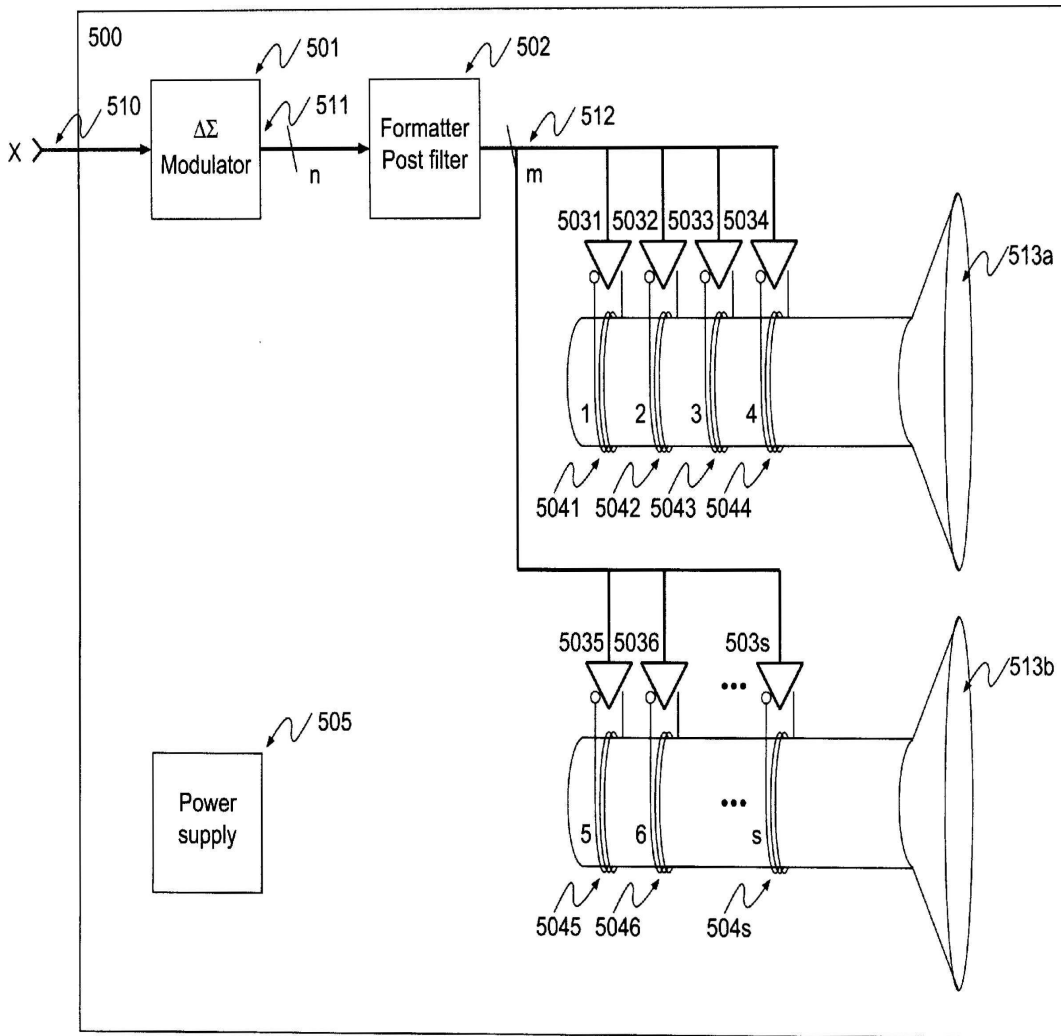 500
501
502
510
511
512
X
ΔΣ
Modulator
n
Formatter
Post filter
m
5031 5032 5033 5034
513a
1 2 3 4
5041 5042 5043 5044
5035 5036 503s
•••
513b
505
Power
supply
•••
5 6 s
5045 5046 504s